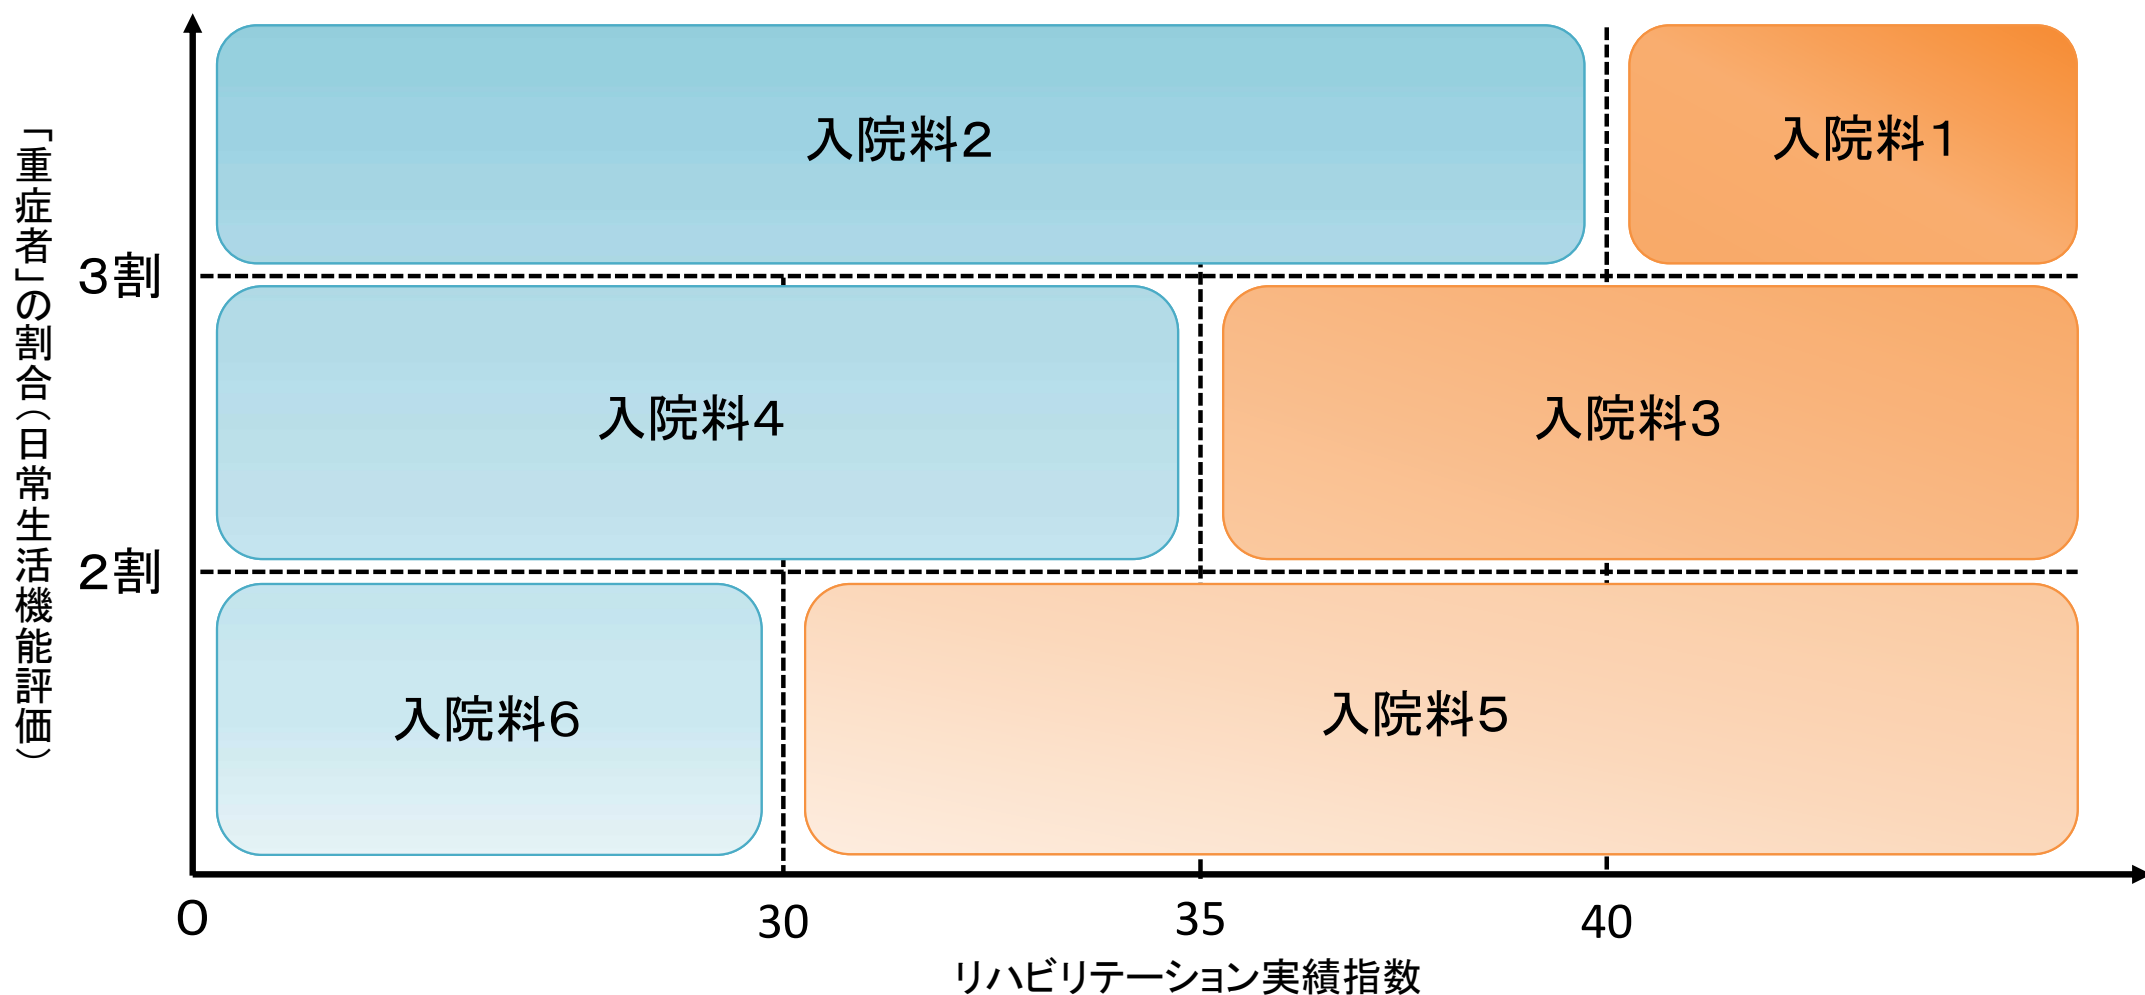 「重症者」の割合（日常生活機能評価）
入院料2
入院料1
3割
入院料4
入院料3
2割
入院料6
入院料5
O
30
35
40
リハビリテーション実績指数